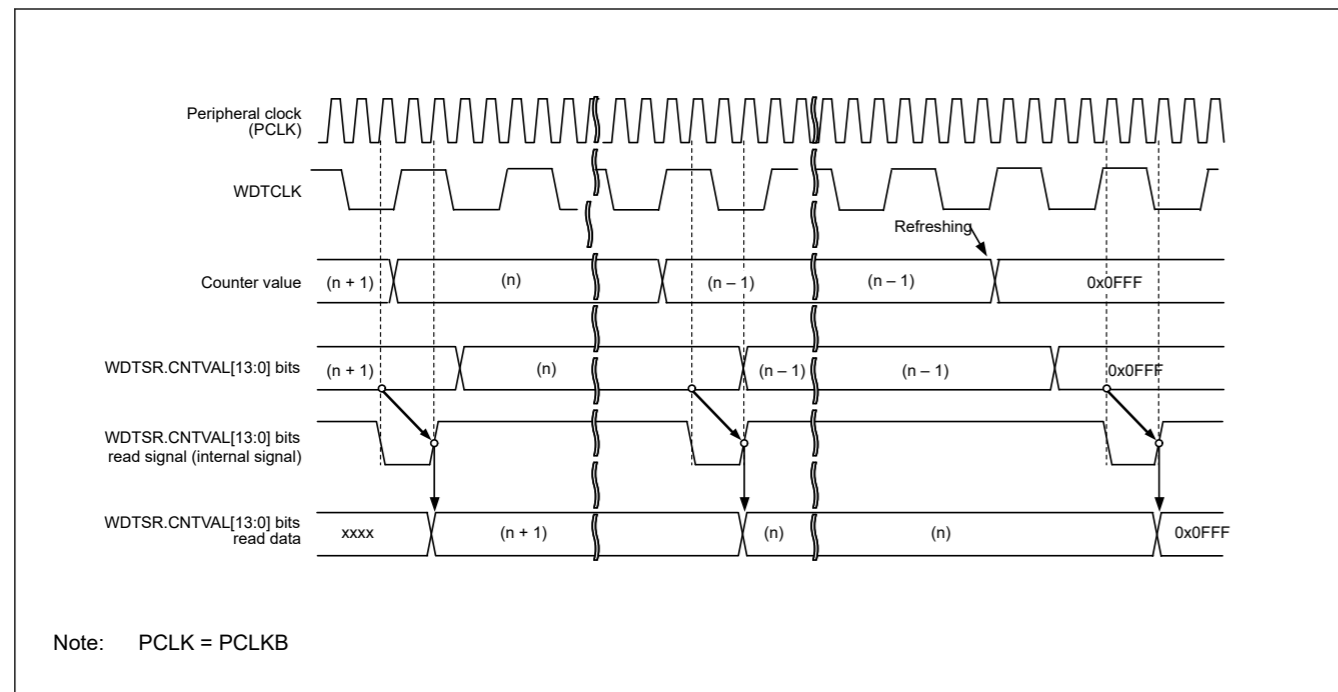 Peripheral clock
(PCLK)
WDTCLK
Refreshing
Counter value
(n + 1)
(n)
(n – 1)
(n – 1)
0x0FFF
WDTSR.CNTVAL[13:0] bits
(n + 1)
(n)
(n – 1)
(n – 1)
0x0FFF
WDTSR.CNTVAL[13:0] bits
read signal (internal signal)
WDTSR.CNTVAL[13:0] bits
read data
xxxx
(n + 1)
(n)
(n)
0x0FFF
Note: PCLK = PCLKB